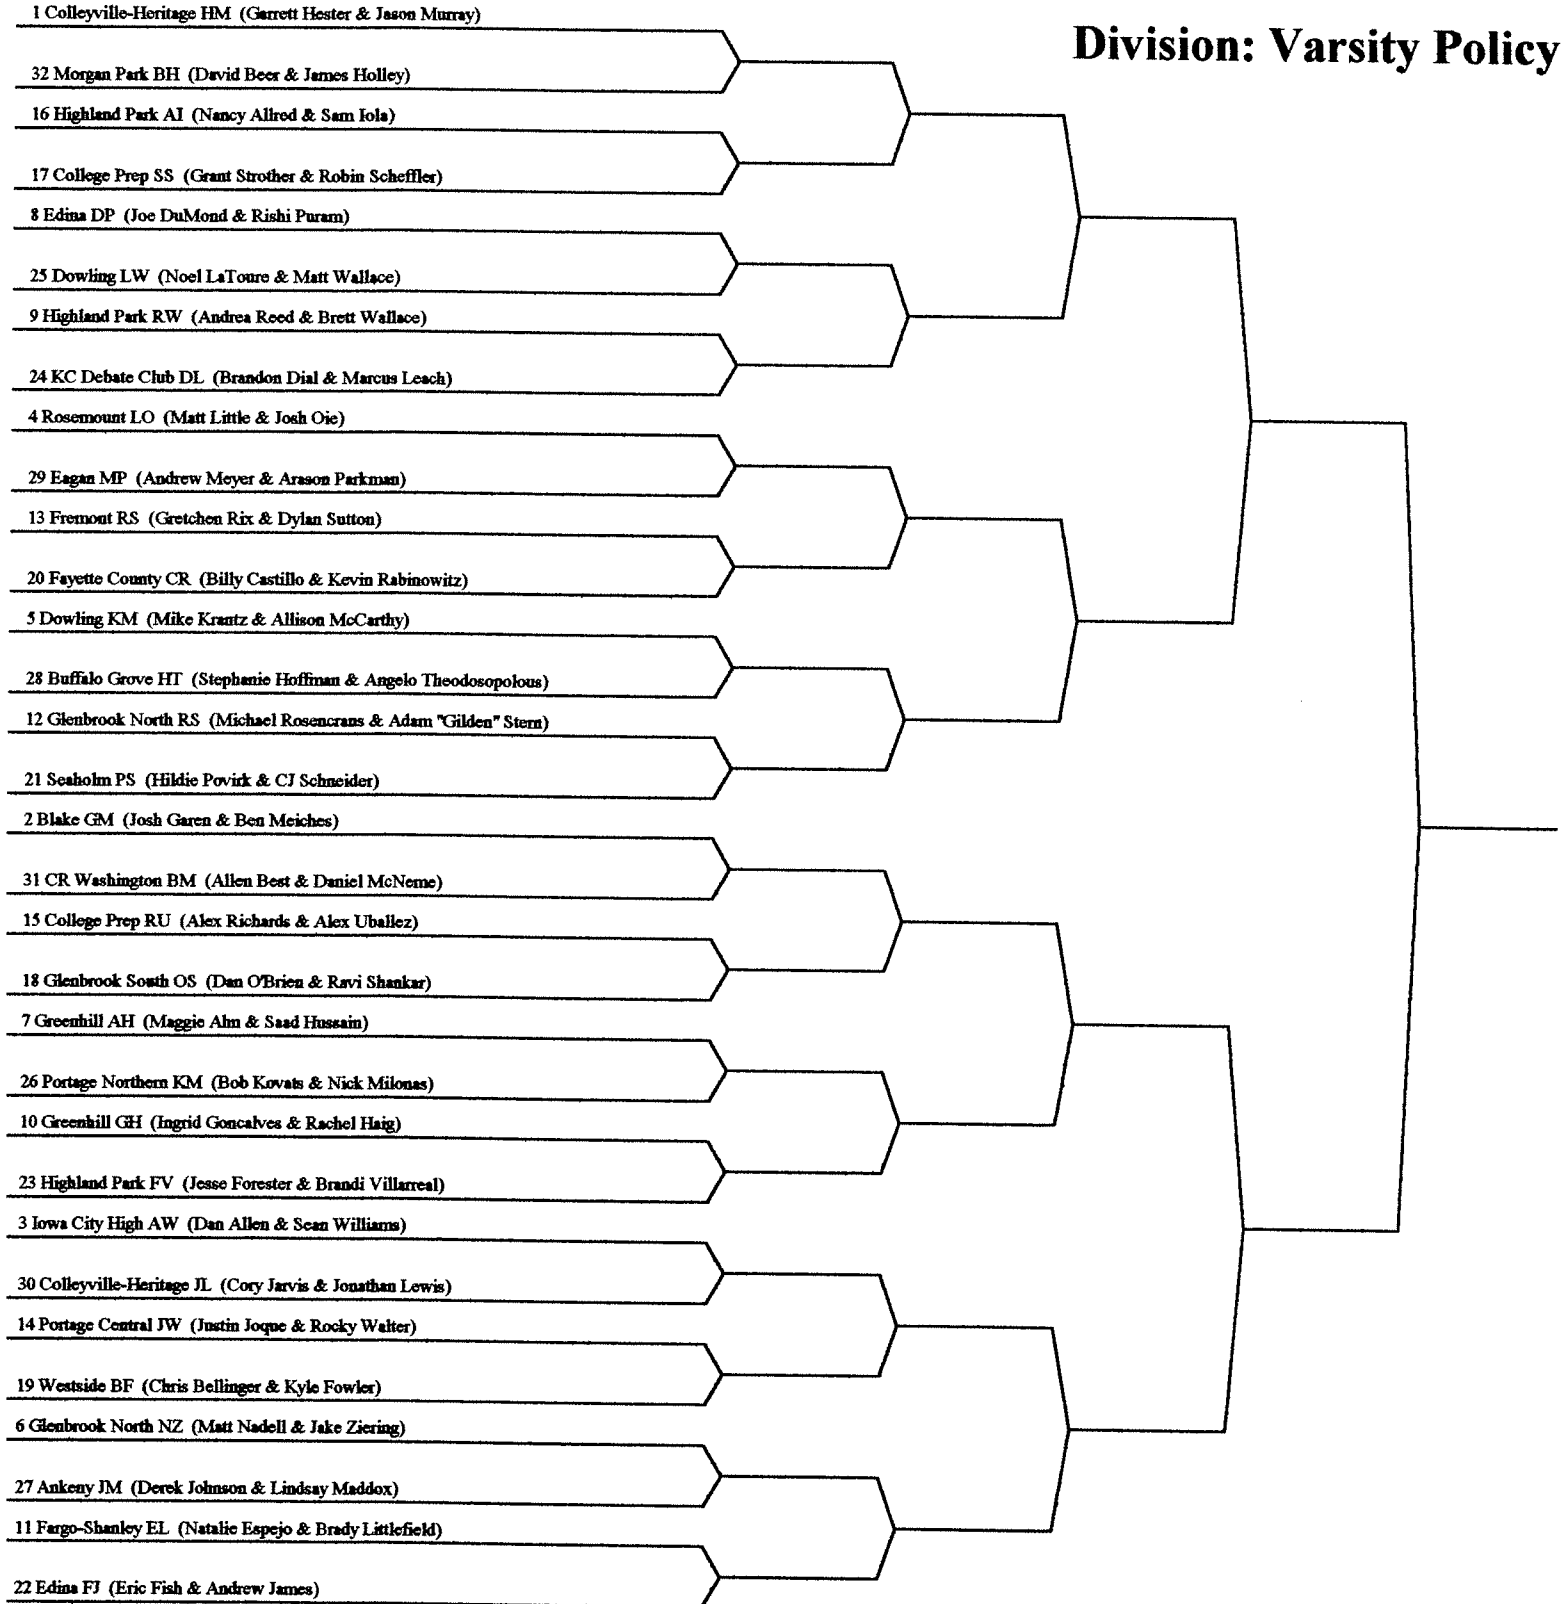 1 Colleyville-Heritage HM (Garrett Hester & Jason Murray)
Division: Varsity Policy
32 Morgan Park BH (David Beer & James Holley)
16 Highland Park AI (Nancy Allred & Sam Iola)
17 College Prep SS (Grant Strother & Robin Scheffler)
8 Edina DP (Joe DuMond & Rishi Puram)
25 Dowling LW (Noel LaToure & Matt Wallace)
9 Highland Park RW (Andrea Reed & Brett Wallace)
24 KC Debate Club DL (Brandon Dial & Marcus Leach)
4 Rosemount LO (Matt Little & Josh Oie)
29 Eagan MP (Andrew Meyer & Arason Parkman)
13 Fremont RS (Gretchen Rix & Dylan Sutton)
20 Fayette County CR (Billy Castillo & Kevin Rabinowitz)
5 Dowling KM (Mike Krantz & Allison McCarthy)
28 Buffalo Grove HT (Stephanie Hoffman & Angelo Theodosopolous)
12 Glenbrook North RS (Michael Rosencrans & Adam "Gilden" Stern)
21 Seaholm PS (Hildie Povirk & CJ Schneider)
2 Blake GM (Josh Garen & Ben Meiches)
31 CR Washington BM (Allen Best & Daniel McNeme)
15 College Prep RU (Alex Richards & Alex Uballez)
18 Glenbrook South OS (Dan O'Brien & Ravi Shankar)
7 Greenhill AH (Maggie Ahn & Saad Hussain)
26 Portage Northern KM (Bob Kovats & Nick Milonas)
10 Greenhill GH (Ingrid Goncalves & Rachel Haig)
23 Highland Park FV (Jesse Forester & Brandi Villarreal)
3 Iowa City High AW (Dan Allen & Sean Williams)
30 Colleyville-Heritage JL (Cory Jarvis & Jonathan Lewis)
14 Portage Central JW (Justin Joque & Rocky Walter)
19 Westside BF (Chris Bellinger & Kyle Fowler)
6 Glenbrook North NZ (Matt Nadell & Jake Ziering)
27 Ankeny JM (Derek Johnson & Lindsay Maddox)
11 Fargo-Shanley EL (Natalie Espejo & Brady Littlefield)
22 Edina FJ (Eric Fish & Andrew James)